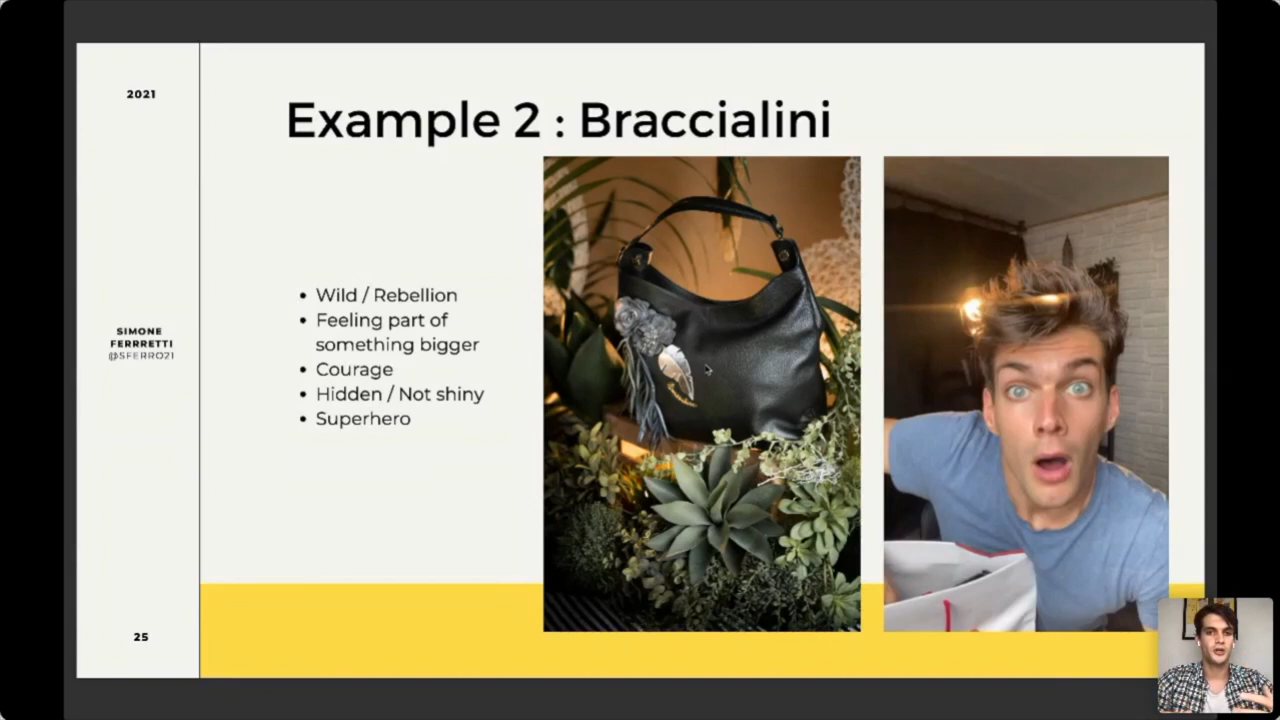 2021
Example 2 : Braccialini
Wild / Rebellion
Feeling part of
something bigger
Courage
Hidden / Not shiny
Superhero
SIMONE
FERRRETTI
@SFERRO21
25